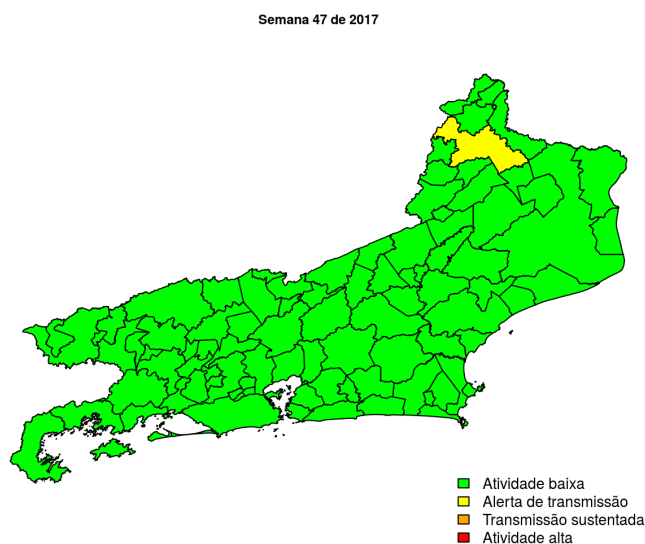 Semana 47 de 2017
Atividade baixa
Alerta de transmissão
Transmissão sustentada
Atividade alta